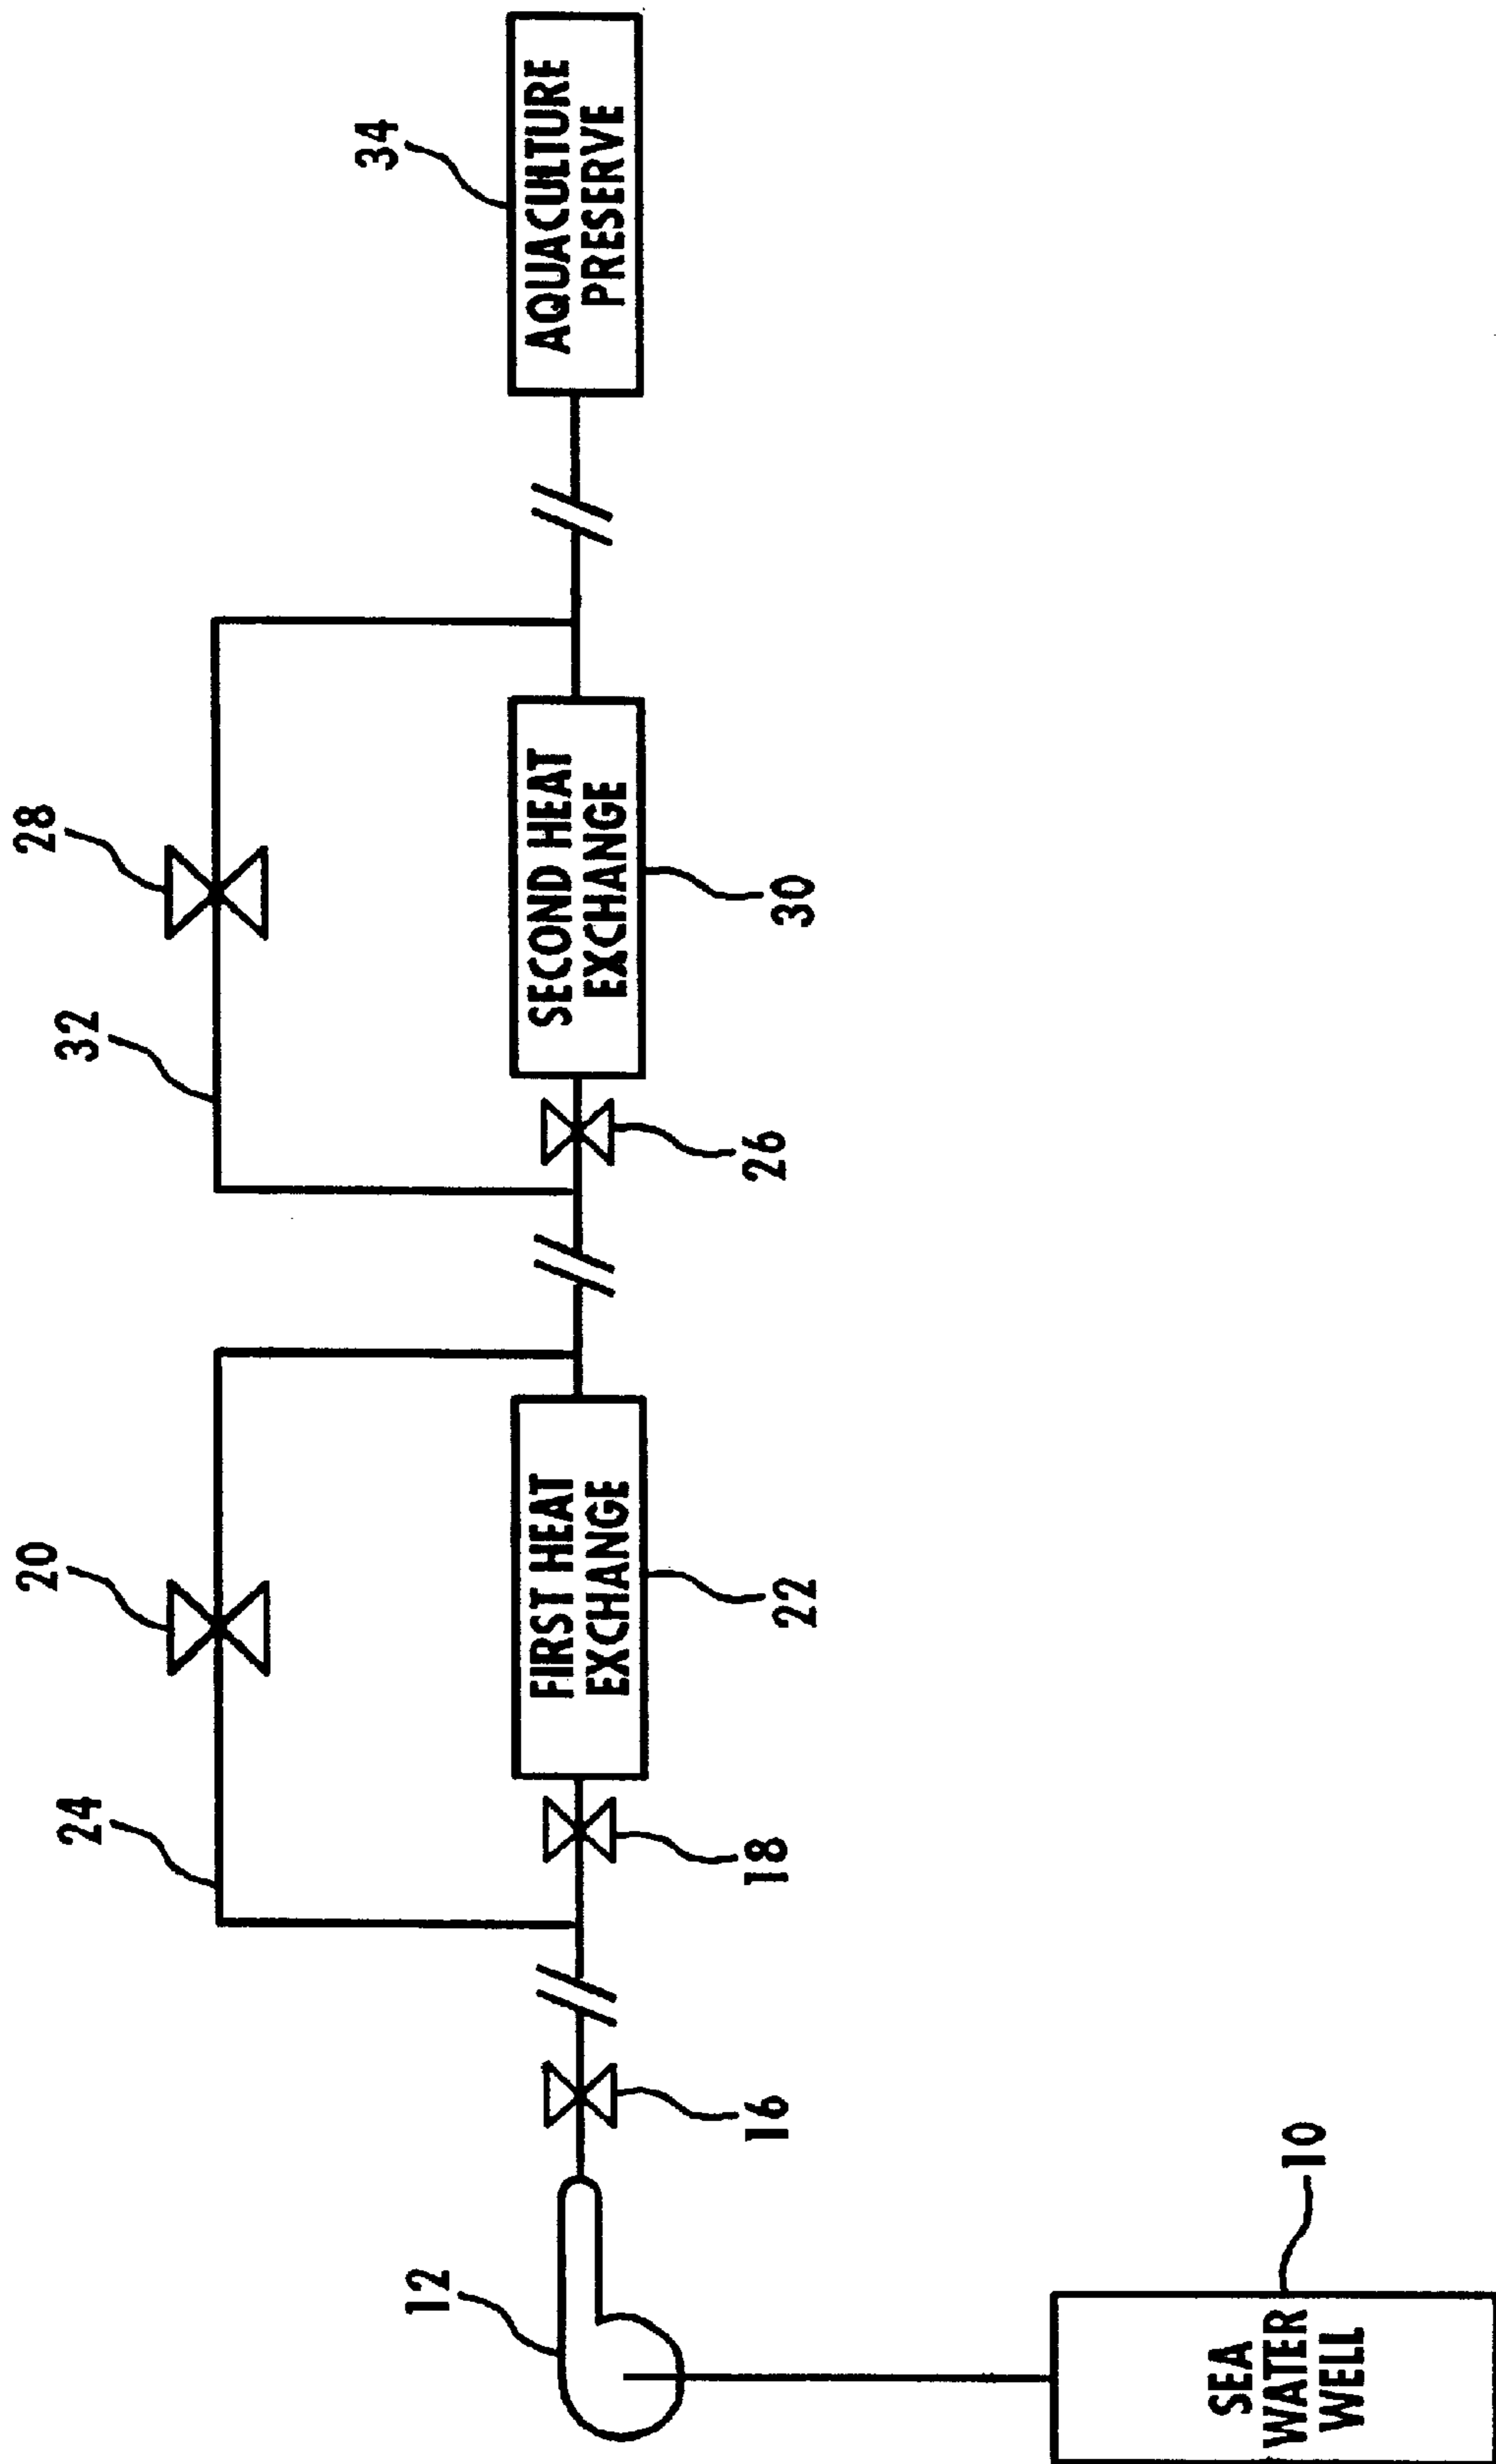 28
20
32
24
34
12
AQUACULTURE
PRESERVE
SECOND HEAT
EXCHANGE
FIRST HEAT
EXCHANGE
30
26
22
18
16
10
SEA
WATER
WELL